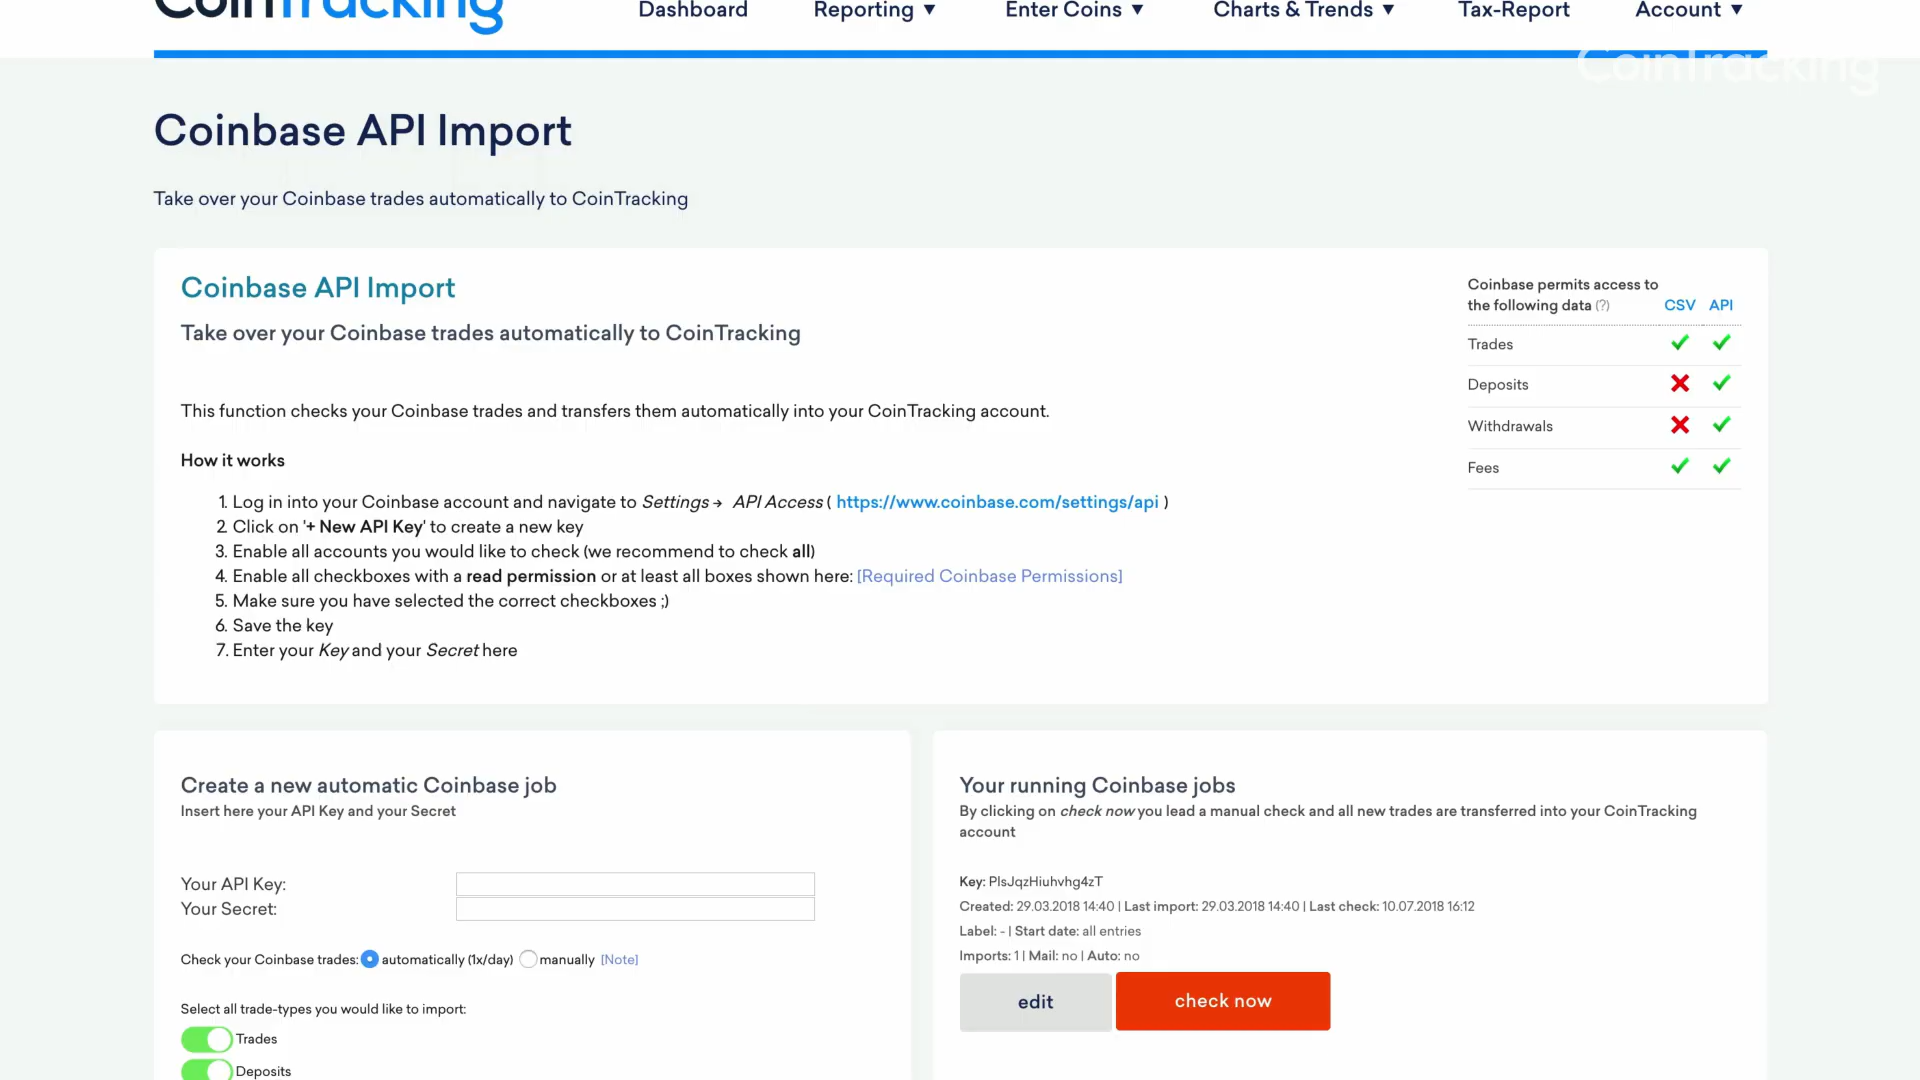 CoinTracking
Dashboard
Reporting ▼
Enter Coins ▼
Charts & Trends ▼
Tax-Report
Account ▼
CoinTracking
Coinbase API Import
Take over your Coinbase trades automatically to CoinTracking
Coinbase API Import
Take over your Coinbase trades automatically to CoinTracking
This function checks your Coinbase trades and transfers them automatically into your CoinTracking account.
How it works
1. Log in into your Coinbase account and navigate to Settings → API Access ( https://www.coinbase.com/settings/api )
2. Click on '+ New API Key' to create a new key
3. Enable all accounts you would like to check (we recommend to check all)
4. Enable all checkboxes with a read permission or at least all boxes shown here: [Required Coinbase Permissions]
5. Make sure you have selected the correct checkboxes ;)
6. Save the key
7. Enter your Key and your Secret here
Coinbase permits access to
the following data (?) CSV API
Trades
Deposits
Withdrawals
Fees
Create a new automatic Coinbase job
Insert here your API Key and your Secret
Your API Key:
Your Secret:
Check your Coinbase trades: automatically (1x/day) manually [Note]
Select all trade-types you would like to import:
Trades
Deposits
Your running Coinbase jobs
By clicking on check now you lead a manual check and all new trades are transferred into your CoinTracking
account
Key: PlsJqzHiuhvhg4zT
Created: 29.03.2018 14:40 | Last import: 29.03.2018 14:40 | Last check: 10.07.2018 16:12
Label: - | Start date: all entries
Imports: 1 | Mail: no | Auto: no
edit
check now